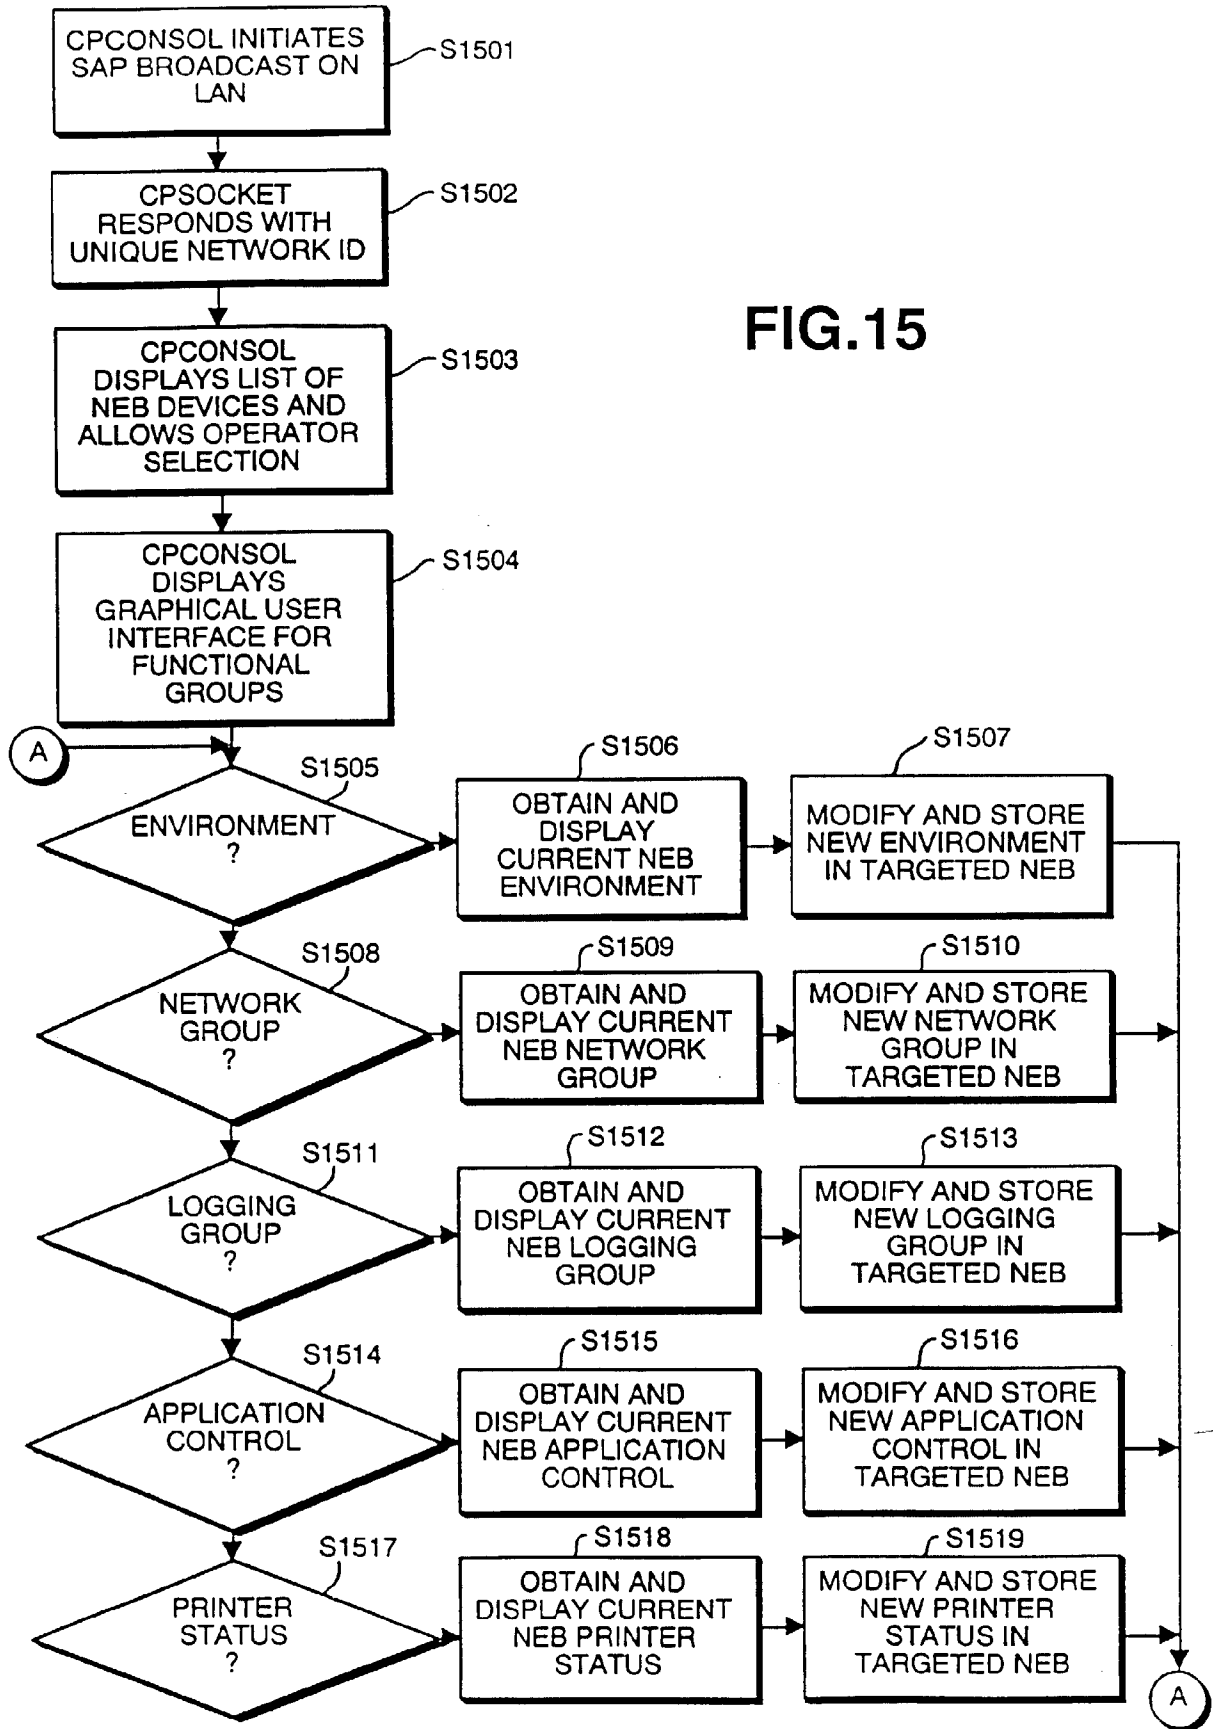 CPCONSOL INITIATES
SAP BROADCAST ON
LAN
S1501
CPSOCKET
RESPONDS WITH
UNIQUE NETWORK ID
S1502
FIG.15
CPCONSOL
DISPLAYS LIST OF
NEB DEVICES AND
ALLOWS OPERATOR
SELECTION
S1503
CPCONSOL
DISPLAYS
GRAPHICAL USER
INTERFACE FOR
FUNCTIONAL
GROUPS
S1504
A
S1505
ENVIRONMENT
?
S1506
OBTAIN AND
DISPLAY
CURRENT NEB
ENVIRONMENT
S1507
MODIFY AND STORE
NEW ENVIRONMENT
IN TARGETED NEB
S1508
NETWORK
GROUP
?
S1509
OBTAIN AND
DISPLAY CURRENT
NEB NETWORK
GROUP
S1510
MODIFY AND STORE
NEW NETWORK
GROUP IN
TARGETED NEB
S1511
LOGGING
GROUP
?
S1512
OBTAIN AND
DISPLAY CURRENT
NEB LOGGING
GROUP
S1513
MODIFY AND STORE
NEW LOGGING
GROUP IN
TARGETED NEB
S1514
APPLICATION
CONTROL
?
S1515
OBTAIN AND
DISPLAY CURRENT
NEB APPLICATION
CONTROL
S1516
MODIFY AND STORE
NEW APPLICATION
CONTROL IN
TARGETED NEB
S1517
PRINTER
STATUS
?
S1518
OBTAIN AND
DISPLAY CURRENT
NEB PRINTER
STATUS
S1519
MODIFY AND STORE
NEW PRINTER
STATUS IN
TARGETED NEB
A